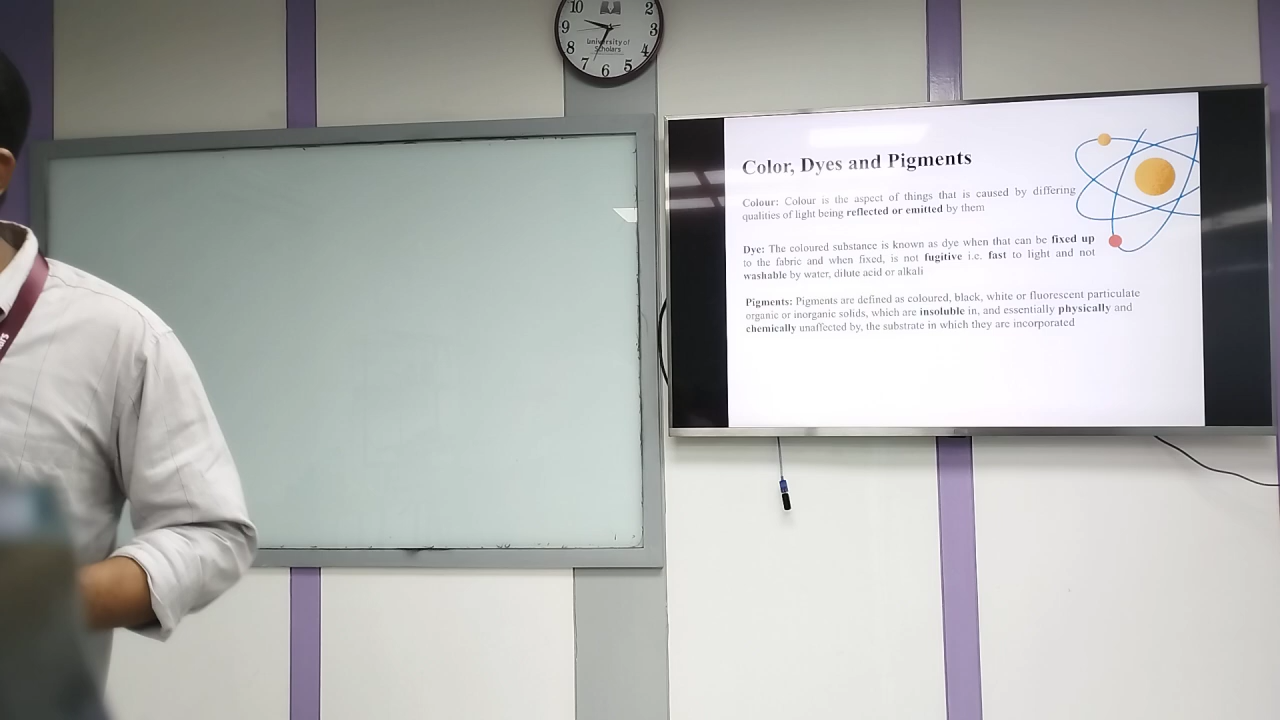 10
2
9
3
8
4
7
6
5
University of
Scholars
Color, Dyes and Pigments
Colour: Colour is the aspect of things that is caused by differing
qualities of light being reflected or emitted by them
Dye: The coloured substance is known as dye when that can be fixed up
to the fabric and when fixed, is not fugitive i.e. fast to light and not
washable by water, dilute acid or alkali
Pigments: Pigments are defined as coloured, black, white or fluorescent particulate
organic or inorganic solids, which are insoluble in, and essentially physically and
chemically unaffected by, the substrate in which they are incorporated